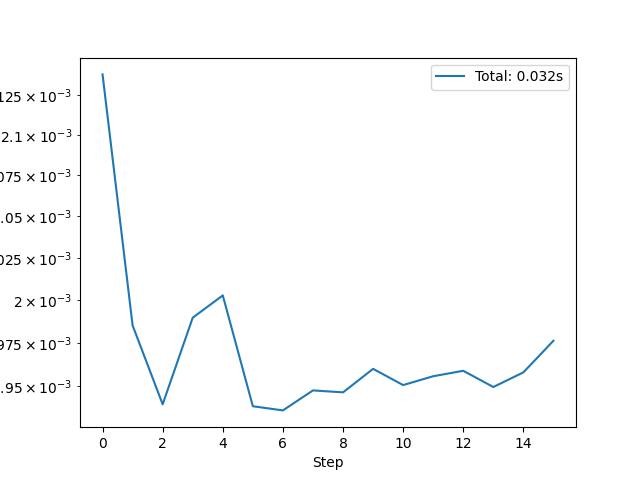 Total: 0.032s
125 × 10⁻³
2.1 × 10⁻³
075 × 10⁻³
.05 × 10⁻³
025 × 10⁻³
2 × 10⁻³
975 × 10⁻³
.95 × 10⁻³
0 2 4 6 8 10 12 14
Step